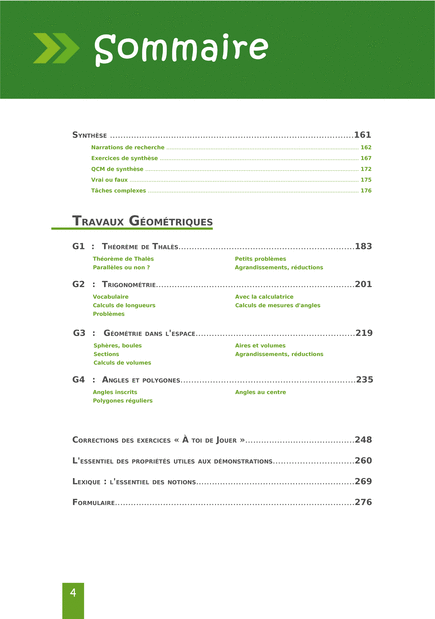 Sommaire
SYNTHÈSE ....................................................................................161
Narrations de recherche ........................................................................ 162
Exercices de synthèse ........................................................................ 167
QCM de synthèse ........................................................................ 172
Vrai ou faux ........................................................................ 175
Tâches complexes ........................................................................ 176
TRAVAUX GÉOMÉTRIQUES
G1 : THÉORÈME DE THALÈS............................................................183
Théorème de Thalès Petits problèmes
Parallèles ou non ? Agrandissements, réductions
G2 : TRIGONOMÉTRIE............................................................201
Vocabulaire Avec la calculatrice
Calculs de longueurs Calculs de mesures d'angles
Problèmes
G3 : GÉOMÉTRIE DANS L'ESPACE............................................................219
Sphères, boules Aires et volumes
Sections Agrandissements, réductions
Calculs de volumes
G4 : ANGLES ET POLYGONES............................................................235
Angles inscrits Angles au centre
Polygones réguliers
CORRECTIONS DES EXERCICES « À TOI DE JOUER »....................................248
L'ESSENTIEL DES PROPRIÉTÉS UTILES AUX DÉMONSTRATIONS..............................260
LEXIQUE : L'ESSENTIEL DES NOTIONS....................................................269
FORMULAIRE................................................................................276
4